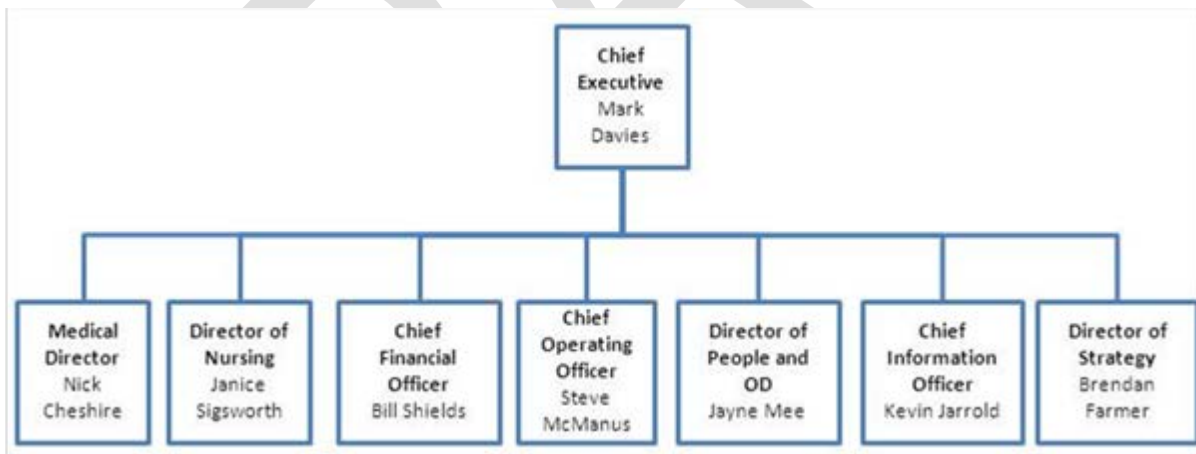 Chief
Executive
Mark
Davies
Medical
Director
Nick
Cheshire
Director of
Nursing
Janice
Sigsworth
Chief
Financial
Officer
Bill Shields
Chief
Operating
Officer
Steve
McManus
Director of
People and
OD
Jayne Mee
Chief
Information
Officer
Kevin Jarrold
Director of
Strategy
Brendan
Farmer